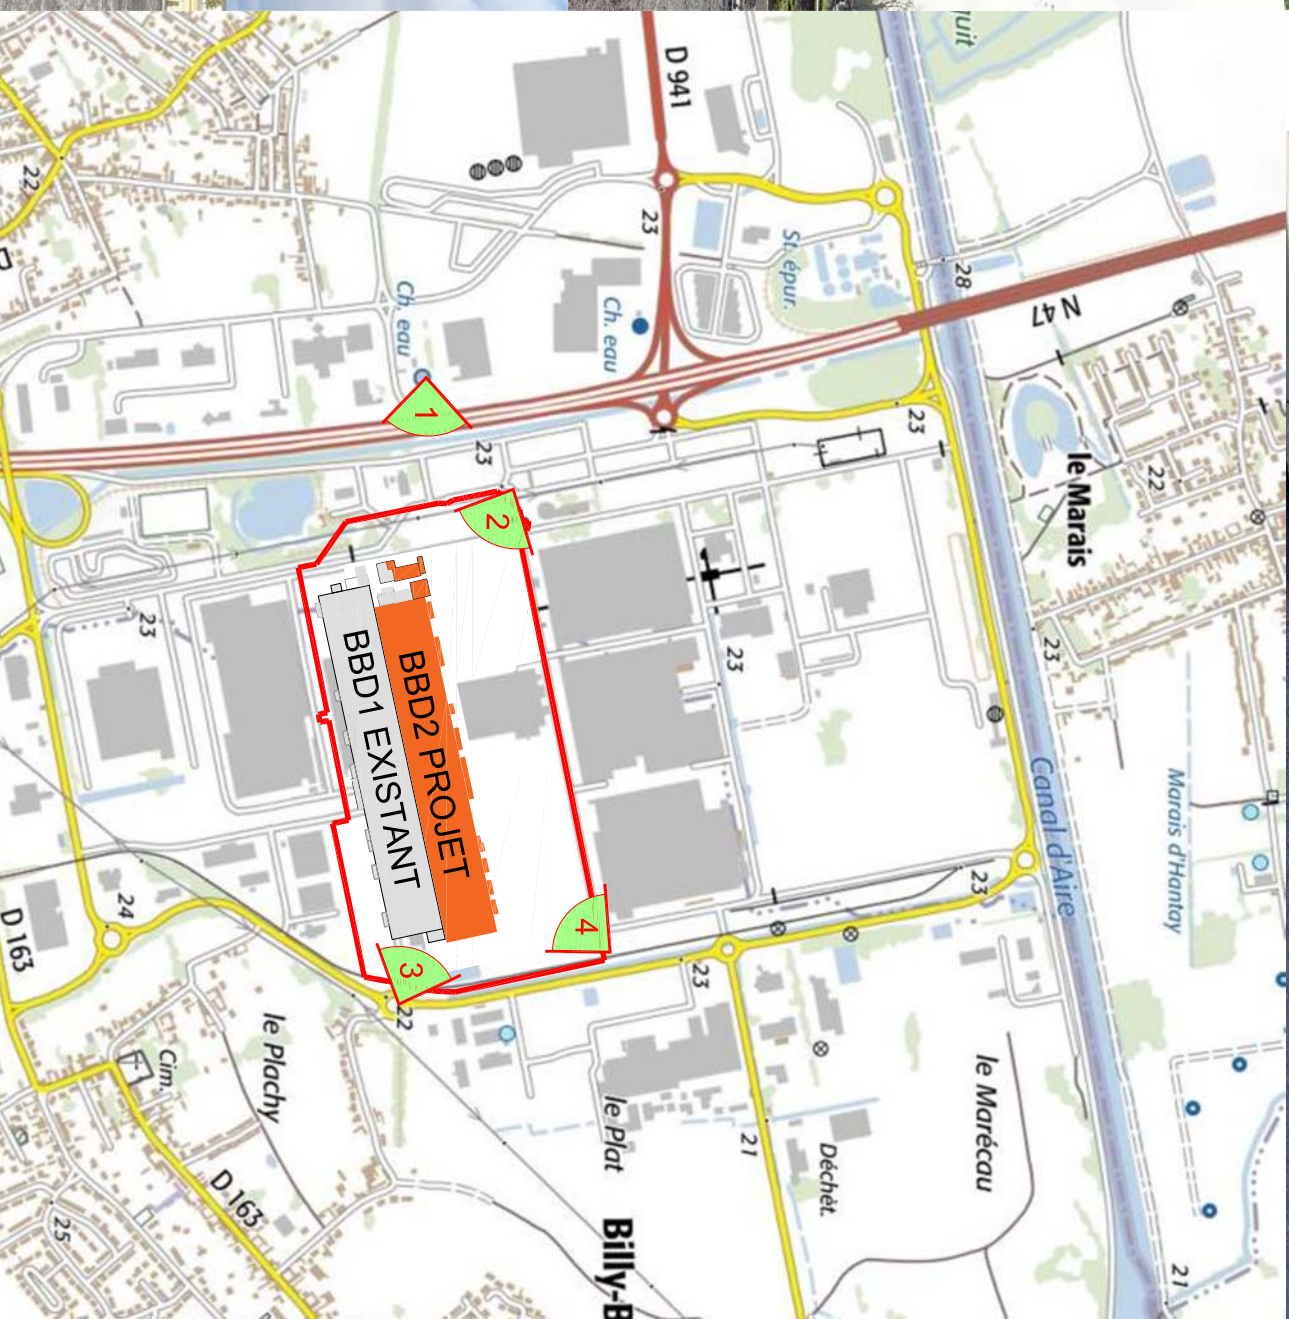 uit
D 941
22
23
St. épur.
28
Ch. eau
Ch. eau
N 47
1
23
23
le Marais
22
2
23
23
23
BBD1 EXISTANT
BBD2 PROJET
Canal d'Aire
Marais d'Hantay
24
23
D 163
4
3
23
22
le Plachy
Cim.
le Marécau
le Plat
21
Déchèt.
D 163
25
Billy-B
21